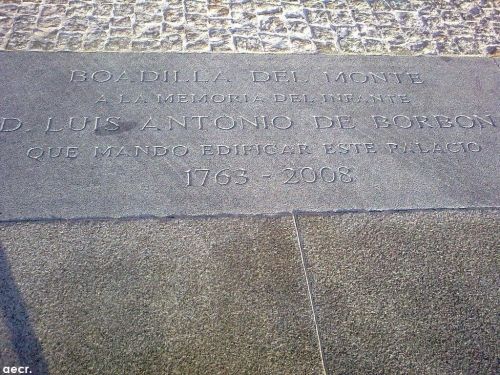 BOADILLA DEL MONTE
A LA MEMORIA DEL INFANTE
D. LUIS ANTONIO DE BORBON
QUE MANDO EDIFICAR ESTE PALACIO
1763 - 2008
aecr.